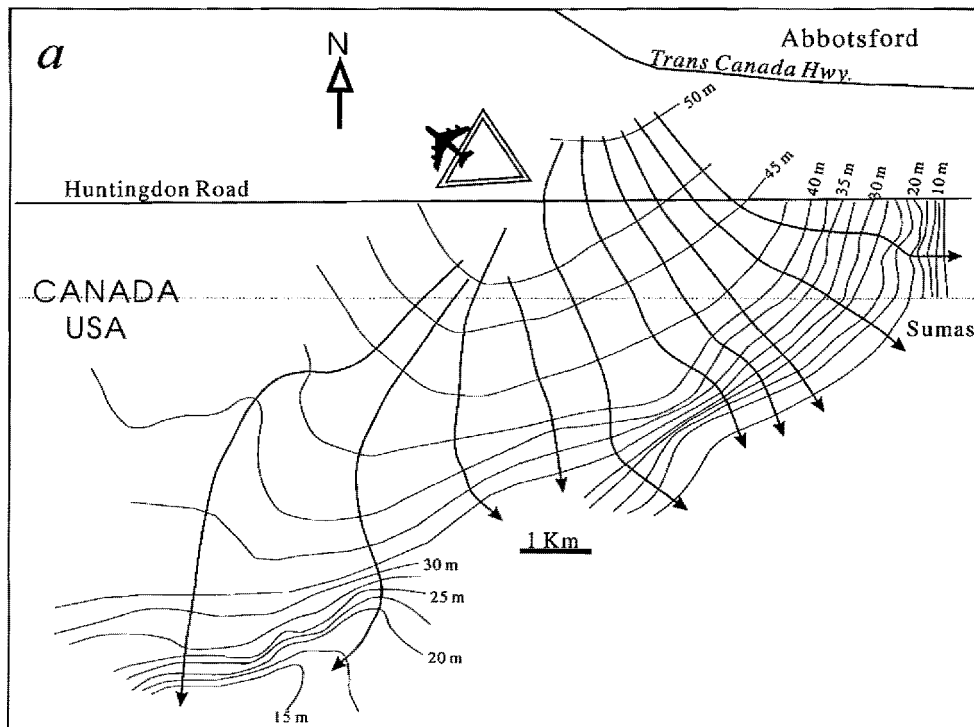 a
N
Abbotsford
Trans Canada Hwy.
50 m
45 m
40 m
35 m
30 m
20 m
10 m
Huntingdon Road
CANADA
USA
Sumas
1 Km
30 m
25 m
20 m
15 m